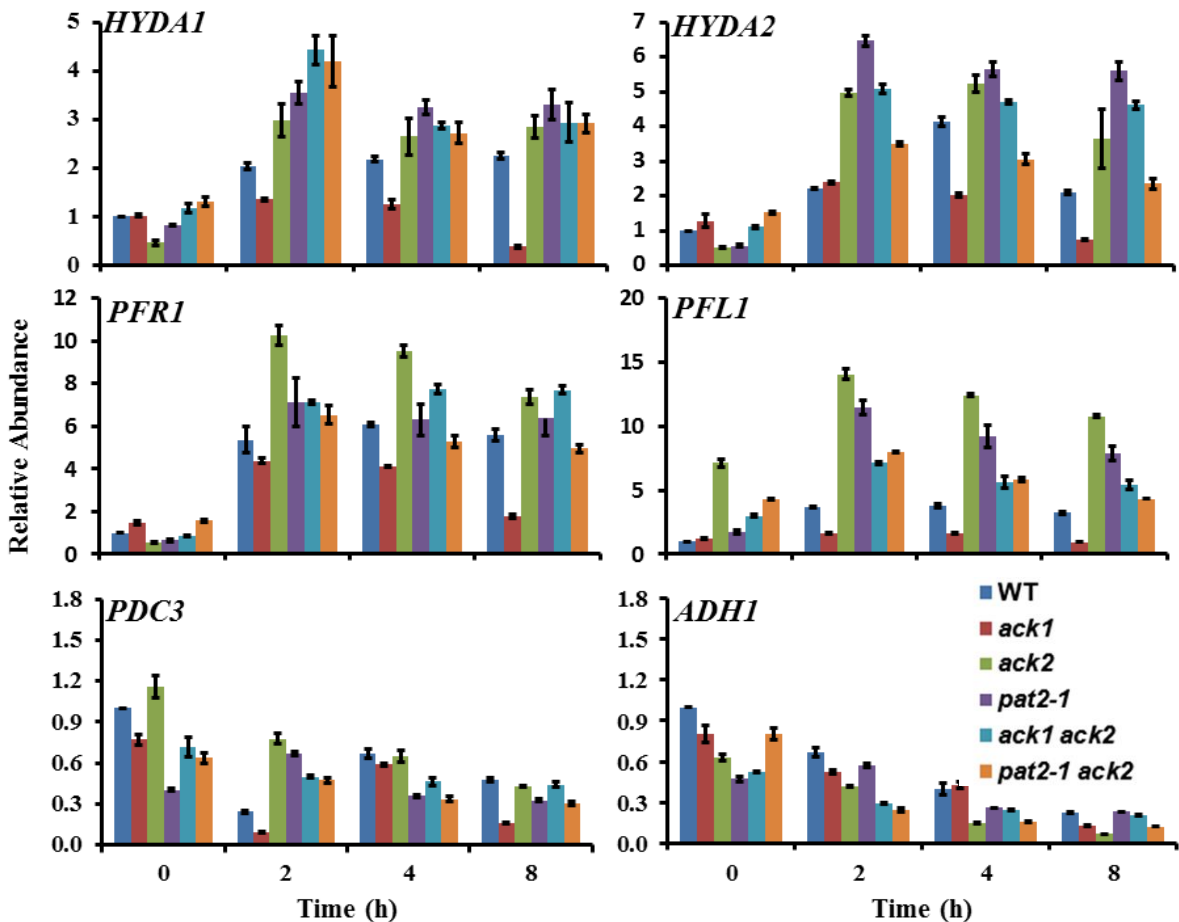 HYDA1
5
4
3
2
1
0
HYDA2
7
6
5
4
3
2
1
0
Relative Abundance
PFR1
12
10
8
6
4
2
0
PFL1
20
15
10
5
0
PDC3
1.8
1.5
1.2
0.9
0.6
0.3
0.0
0 2 4 8
Time (h)
ADH1
1.8
1.5
1.2
0.9
0.6
0.3
0.0
0 2 4 8
Time (h)
WT
ack1
ack2
pat2-1
ack1 ack2
pat2-1 ack2